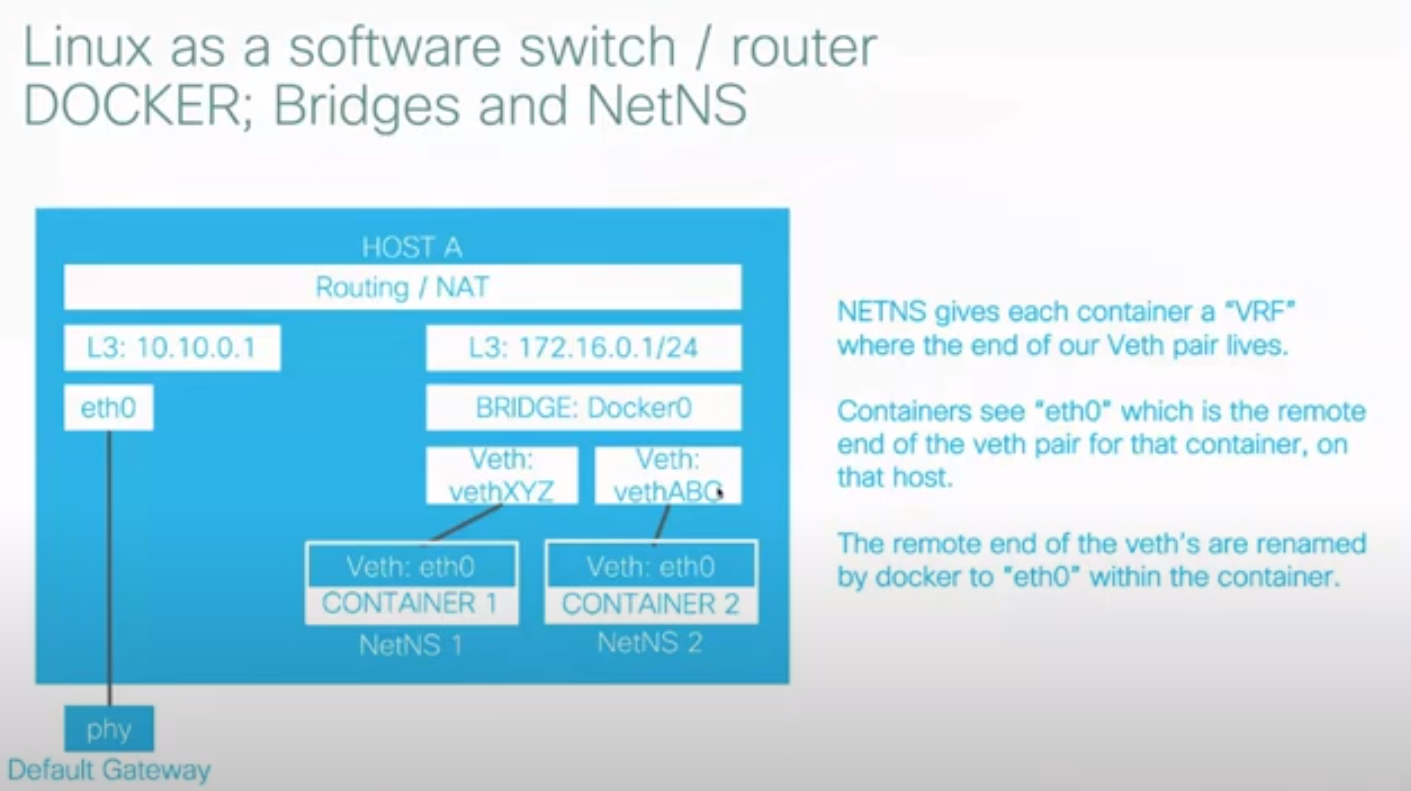 Linux as a software switch / router
DOCKER; Bridges and NetNS
HOST A
Routing / NAT
L3: 10.10.0.1
L3: 172.16.0.1/24
eth0
BRIDGE: Docker0
Veth:
vethXYZ
Veth:
vethABC
Veth: eth0
CONTAINER 1
NetNS 1
Veth: eth0
CONTAINER 2
NetNS 2
phy
Default Gateway
NETNS gives each container a "VRF"
where the end of our Veth pair lives.
Containers see "eth0" which is the remote
end of the veth pair for that container, on
that host.
The remote end of the veth's are renamed
by docker to "eth0" within the container.